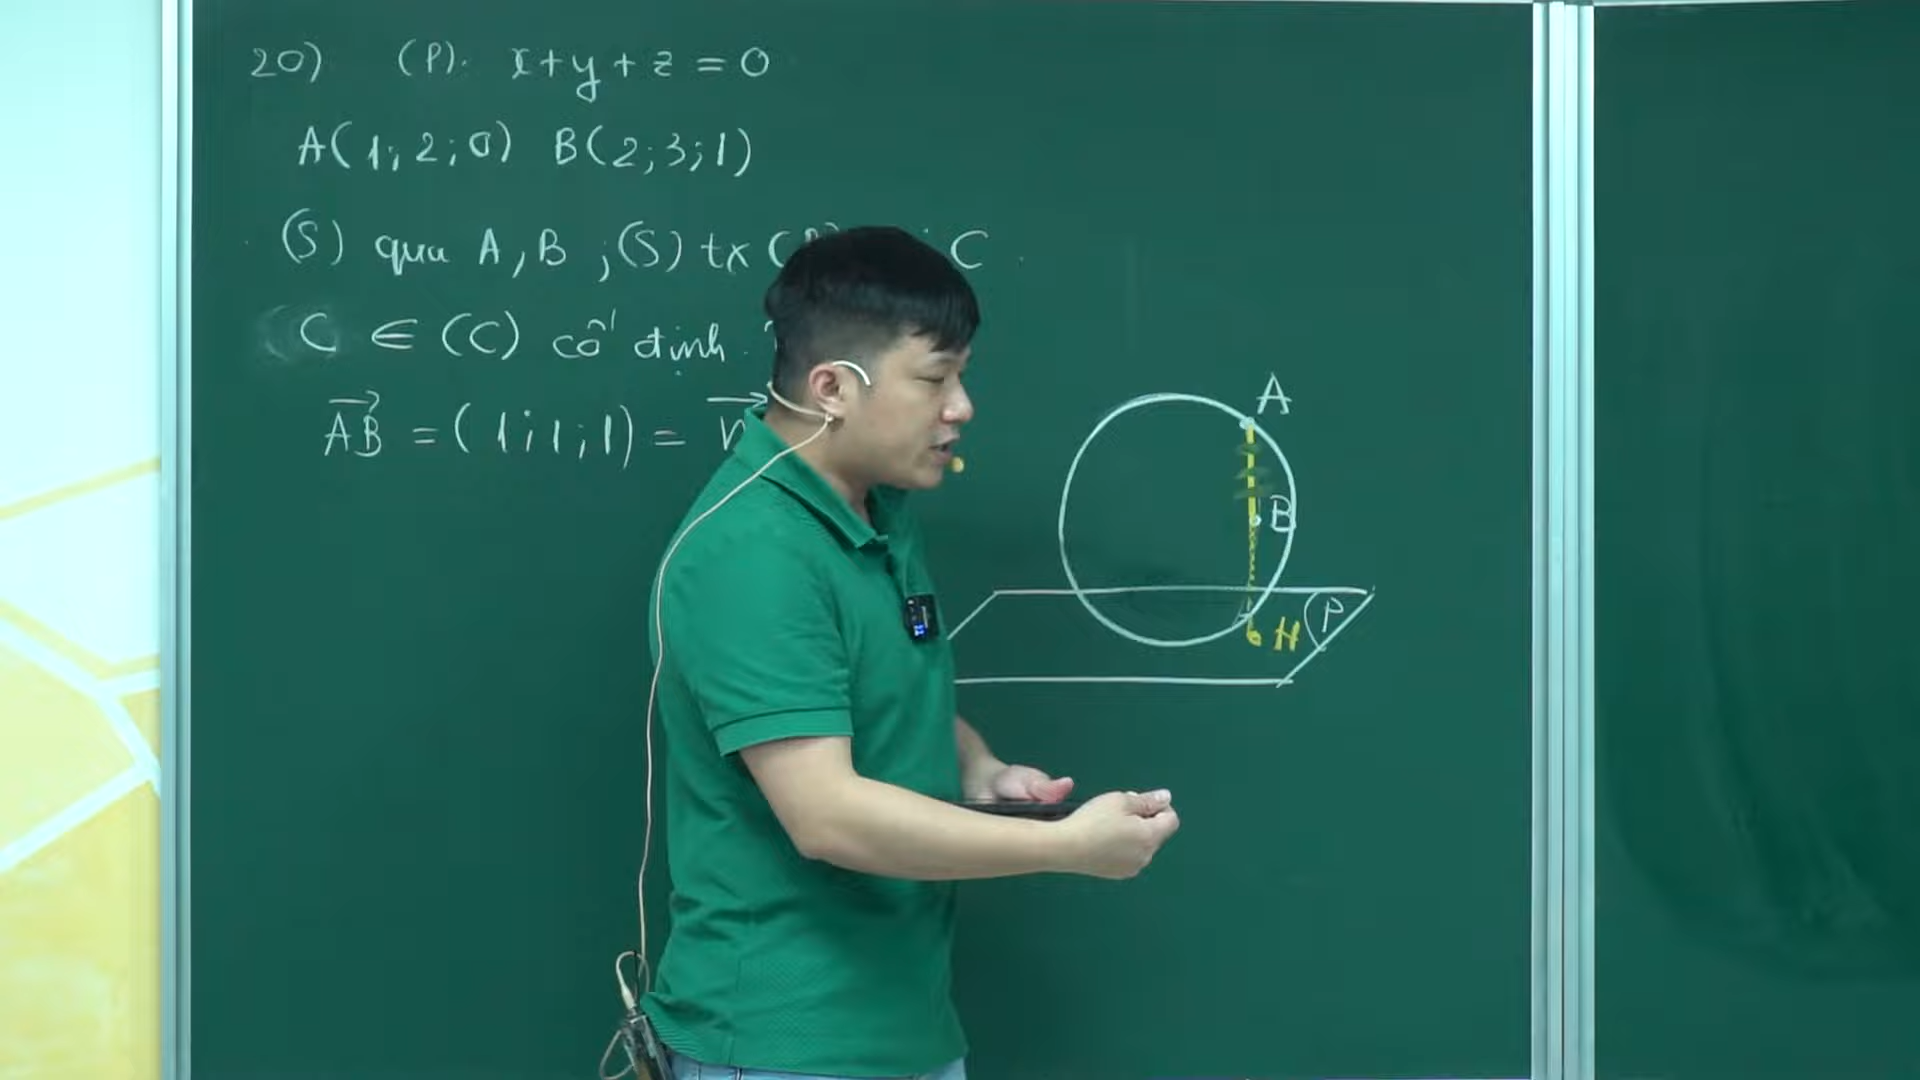 20) (P): x+y+z=0
A(1;2;0) B(2;3;1)
(S) qua A,B ;(S) tx ( C
C ∈ (C) cố định.
AB→ = (1;1;1) = n→
A
B
H
(P